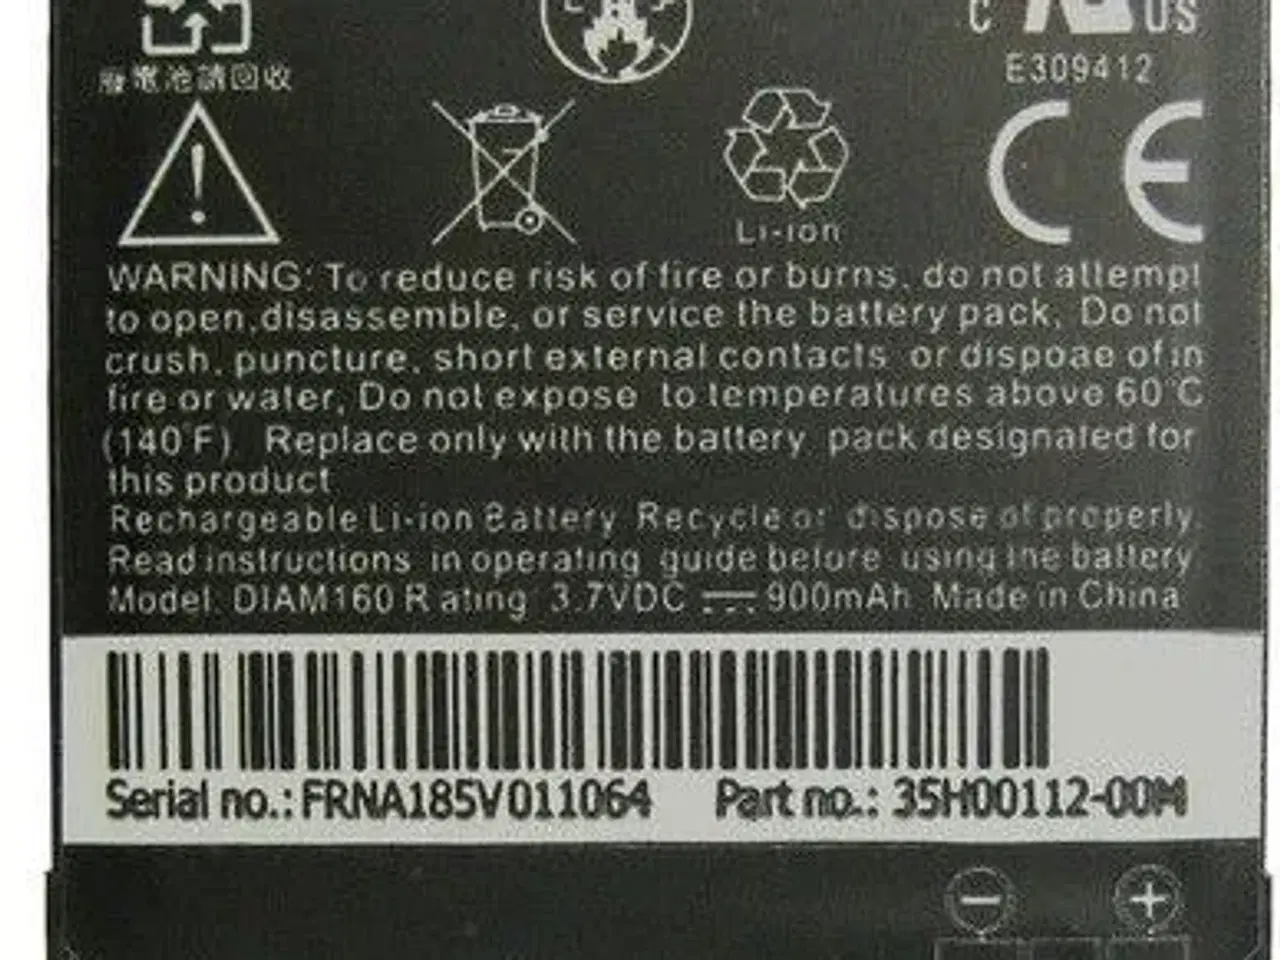 C US
E309412
廢電池請回收
CE
Li-ion
WARNING: To reduce risk of fire or burns, do not attempt
to open,disassemble, or service the battery pack, Do not
crush, puncture, short external contacts or dispoae of in
fire or water, Do not expose to temperatures above 60°C
(140°F) Replace only with the battery pack designated for
this product
Rechargeable Li-ion Battery Recycle or dispose of properly.
Read instructions in operating guide before using the battery
Model: DIAM160 Rating 3.7VDC 900mAh Made in China
Serial no.: FRNA185V011064 Part no.: 35H00112-00M
− +